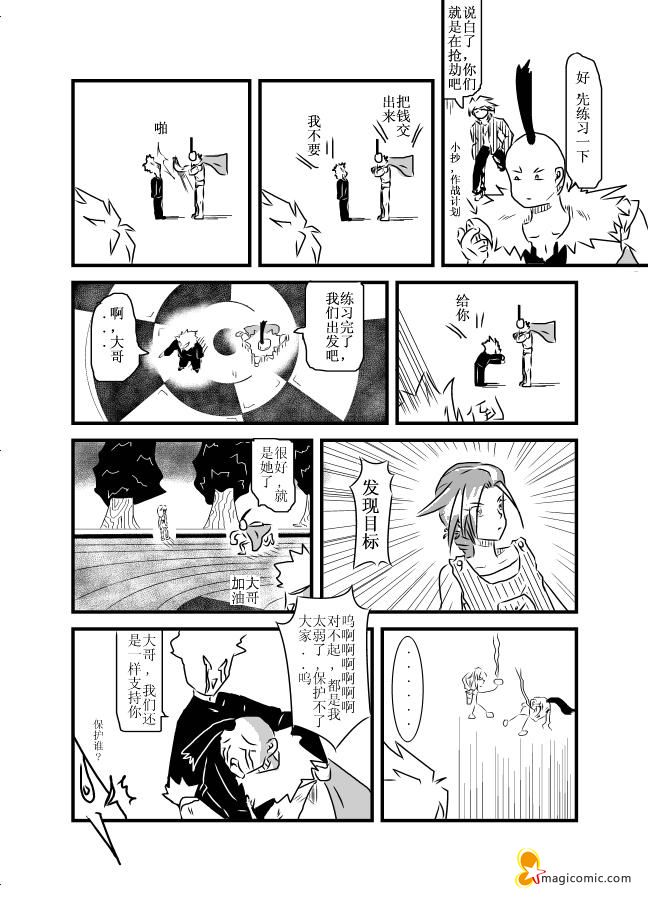 说白了，你们
就是在抢劫吧
好 先练习一下
小抄，作战计划
把钱交
出来
我不要
啪
给你
练习完了，
我们出发吧
啊，大哥
...
发现目标
很好，就
是她了
大哥
加油
......
呜啊啊啊啊啊啊
对不起，都是我
太弱了，保护不了
大家..呜
大哥，我们还
是一样支持你
保护谁？
magicomic.com